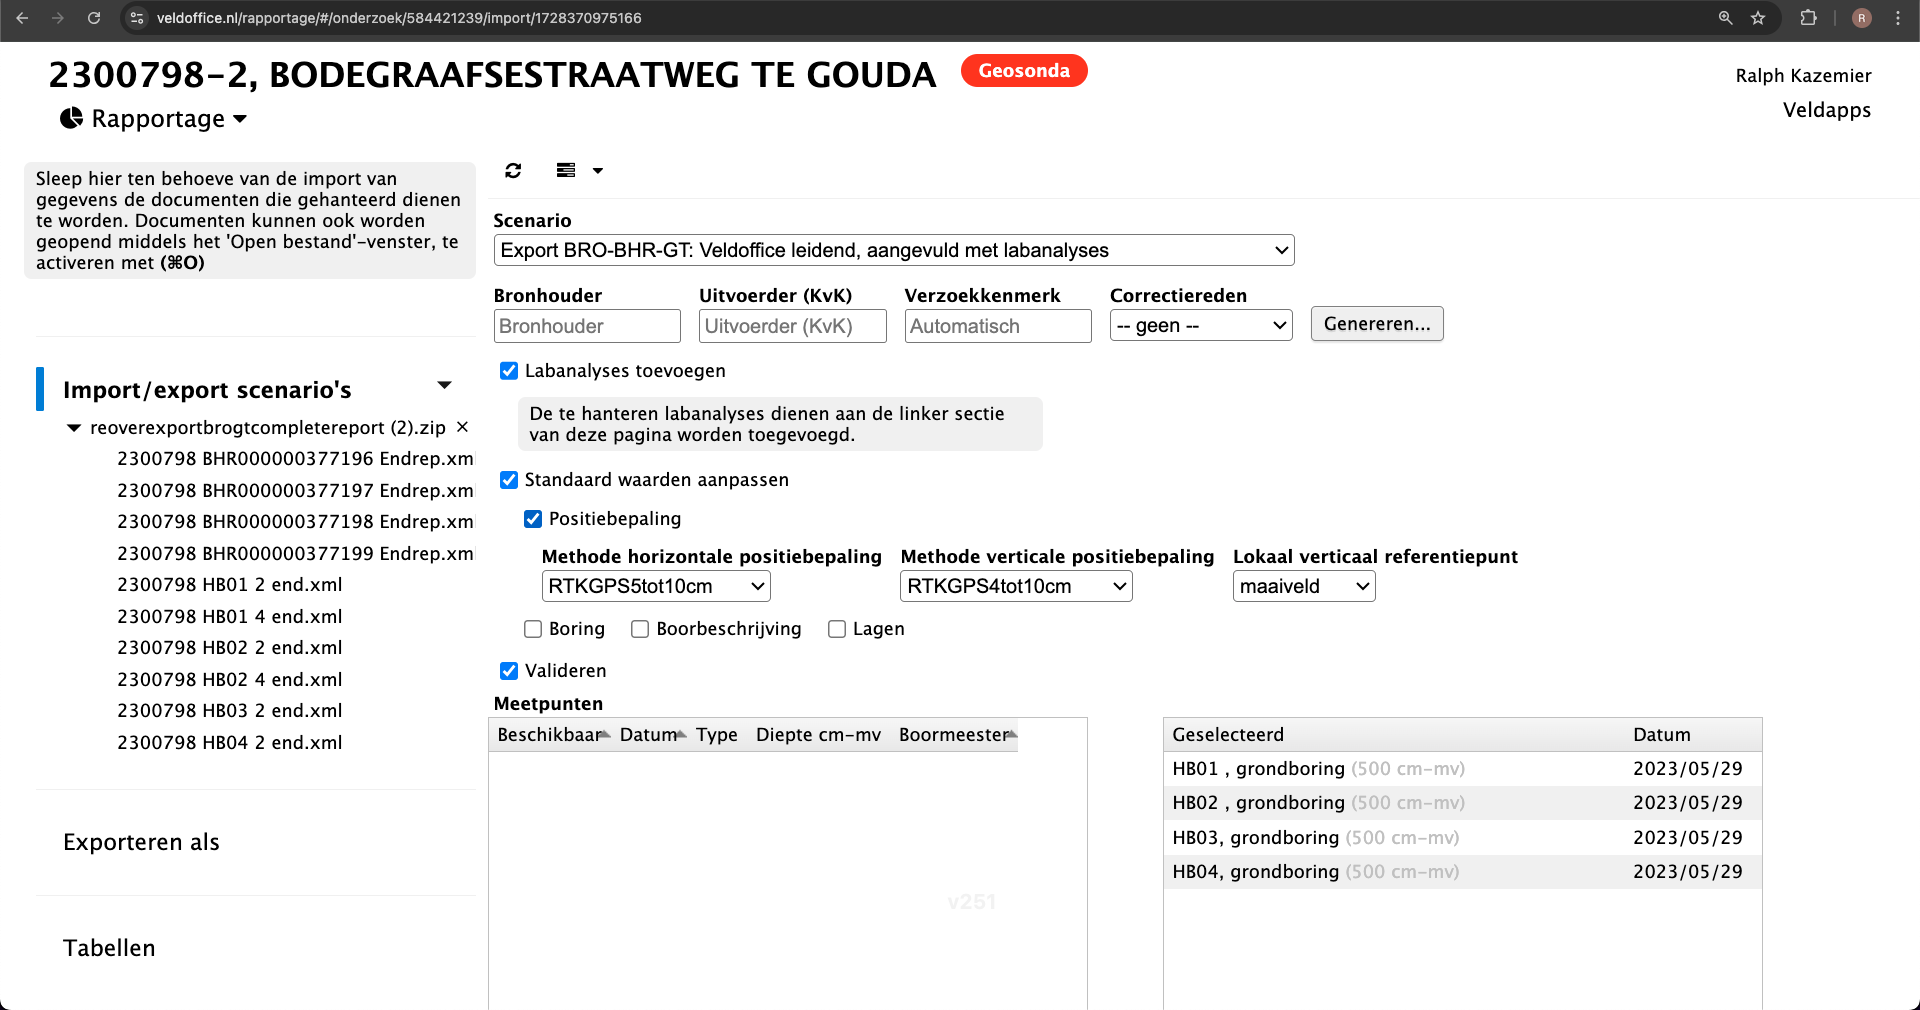 veldoffice.nl/rapportage/#/onderzoek/584421239/import/1728370975166
R
2300798-2, BODEGRAAFSESTRAATWEG TE GOUDA
Geosonda
Ralph Kazemier
Rapportage
Veldapps
Sleep hier ten behoeve van de import van
gegevens de documenten die gehanteerd dienen
te worden. Documenten kunnen ook worden
geopend middels het 'Open bestand'-venster, te
activeren met (⌘O)
Import/export scenario's
reoverexportbrogtcompletereport (2).zip ×
2300798 BHR000000377196 Endrep.xml
2300798 BHR000000377197 Endrep.xml
2300798 BHR000000377198 Endrep.xml
2300798 BHR000000377199 Endrep.xml
2300798 HB01 2 end.xml
2300798 HB01 4 end.xml
2300798 HB02 2 end.xml
2300798 HB02 4 end.xml
2300798 HB03 2 end.xml
2300798 HB04 2 end.xml
Exporteren als
Tabellen
Scenario
Export BRO-BHR-GT: Veldoffice leidend, aangevuld met labanalyses
Bronhouder Uitvoerder (KvK) Verzoekkenmerk Correctiereden
Bronhouder Uitvoerder (KvK) Automatisch -- geen -- Genereren...
Labanalyses toevoegen
De te hanteren labanalyses dienen aan de linker sectie
van deze pagina worden toegevoegd.
Standaard waarden aanpassen
Positiebepaling
Methode horizontale positiebepaling Methode verticale positiebepaling Lokaal verticaal referentiepunt
RTKGPS5tot10cm RTKGPS4tot10cm maaiveld
Boring Boorbeschrijving Lagen
Valideren
Meetpunten
Beschikbaar Datum Type Diepte cm-mv Boormeester
v251
Geselecteerd Datum
HB01 , grondboring (500 cm-mv) 2023/05/29
HB02 , grondboring (500 cm-mv) 2023/05/29
HB03, grondboring (500 cm-mv) 2023/05/29
HB04, grondboring (500 cm-mv) 2023/05/29